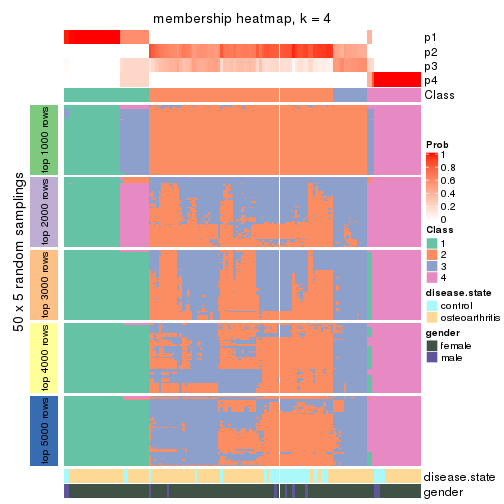 membership heatmap, k = 4
p1
p2
p3
p4
Class
50 x 5 random samplings
top 1000 rows
top 2000 rows
top 3000 rows
top 4000 rows
top 5000 rows
disease.state
gender
Prob
1
0.8
0.6
0.4
0.2
0
Class
1
2
3
4
disease.state
control
osteoarthritis
gender
female
male